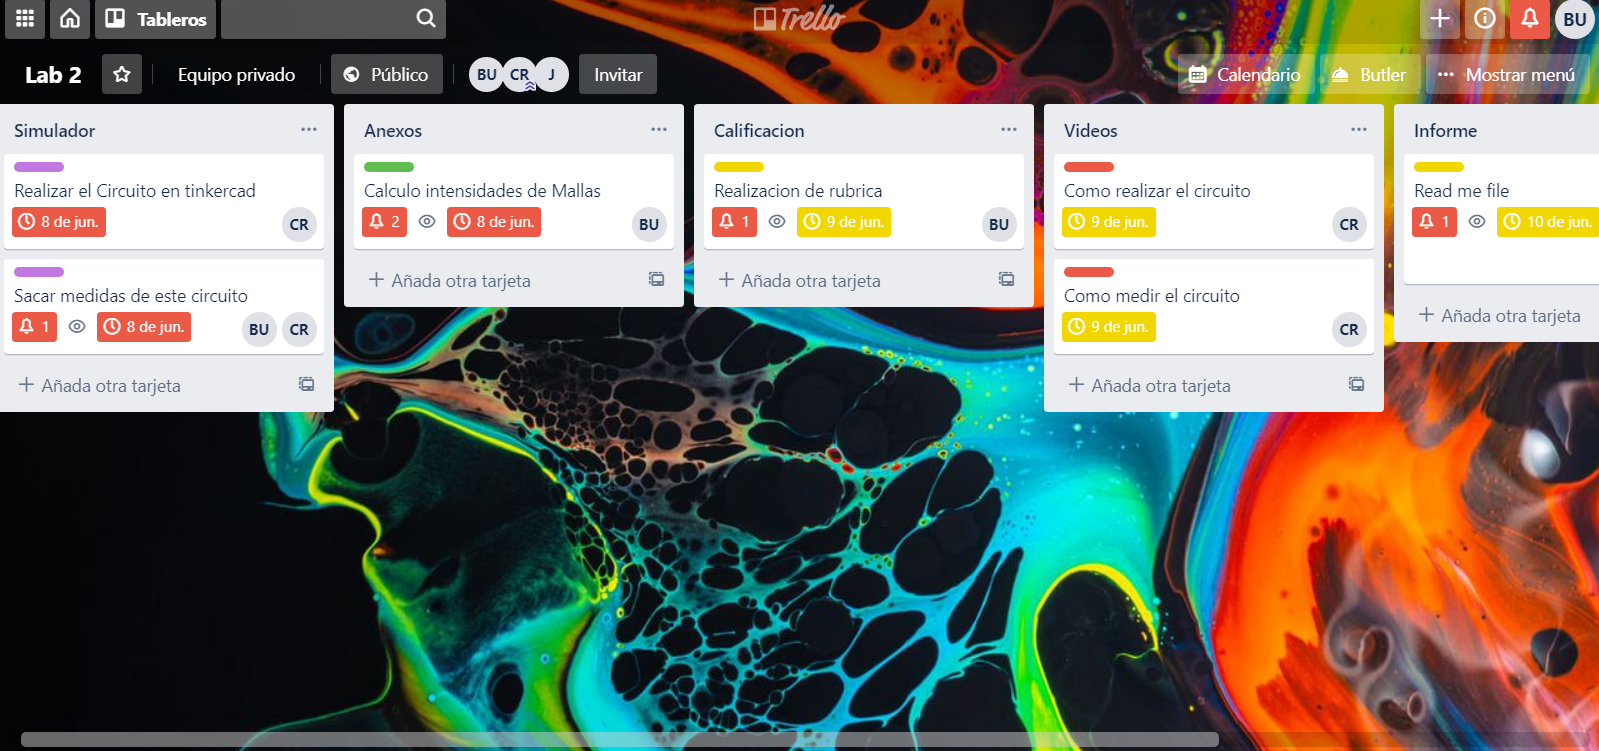 Tableros
Trello
BU
Lab 2
Equipo privado
Público
BU CR J
Invitar
Calendario
Butler
Mostrar menú
Simulador
Realizar el Circuito en tinkercad
8 de jun.
CR
Sacar medidas de este circuito
1
8 de jun.
BU CR
Añada otra tarjeta
Anexos
Calculo intensidades de Mallas
2
8 de jun.
BU
Añada otra tarjeta
Calificacion
Realizacion de rubrica
1
9 de jun.
BU
Añada otra tarjeta
Videos
Como realizar el circuito
9 de jun.
CR
Como medir el circuito
9 de jun.
CR
Añada otra tarjeta
Informe
Read me file
1
10 de jun.
Añada otra tarjeta